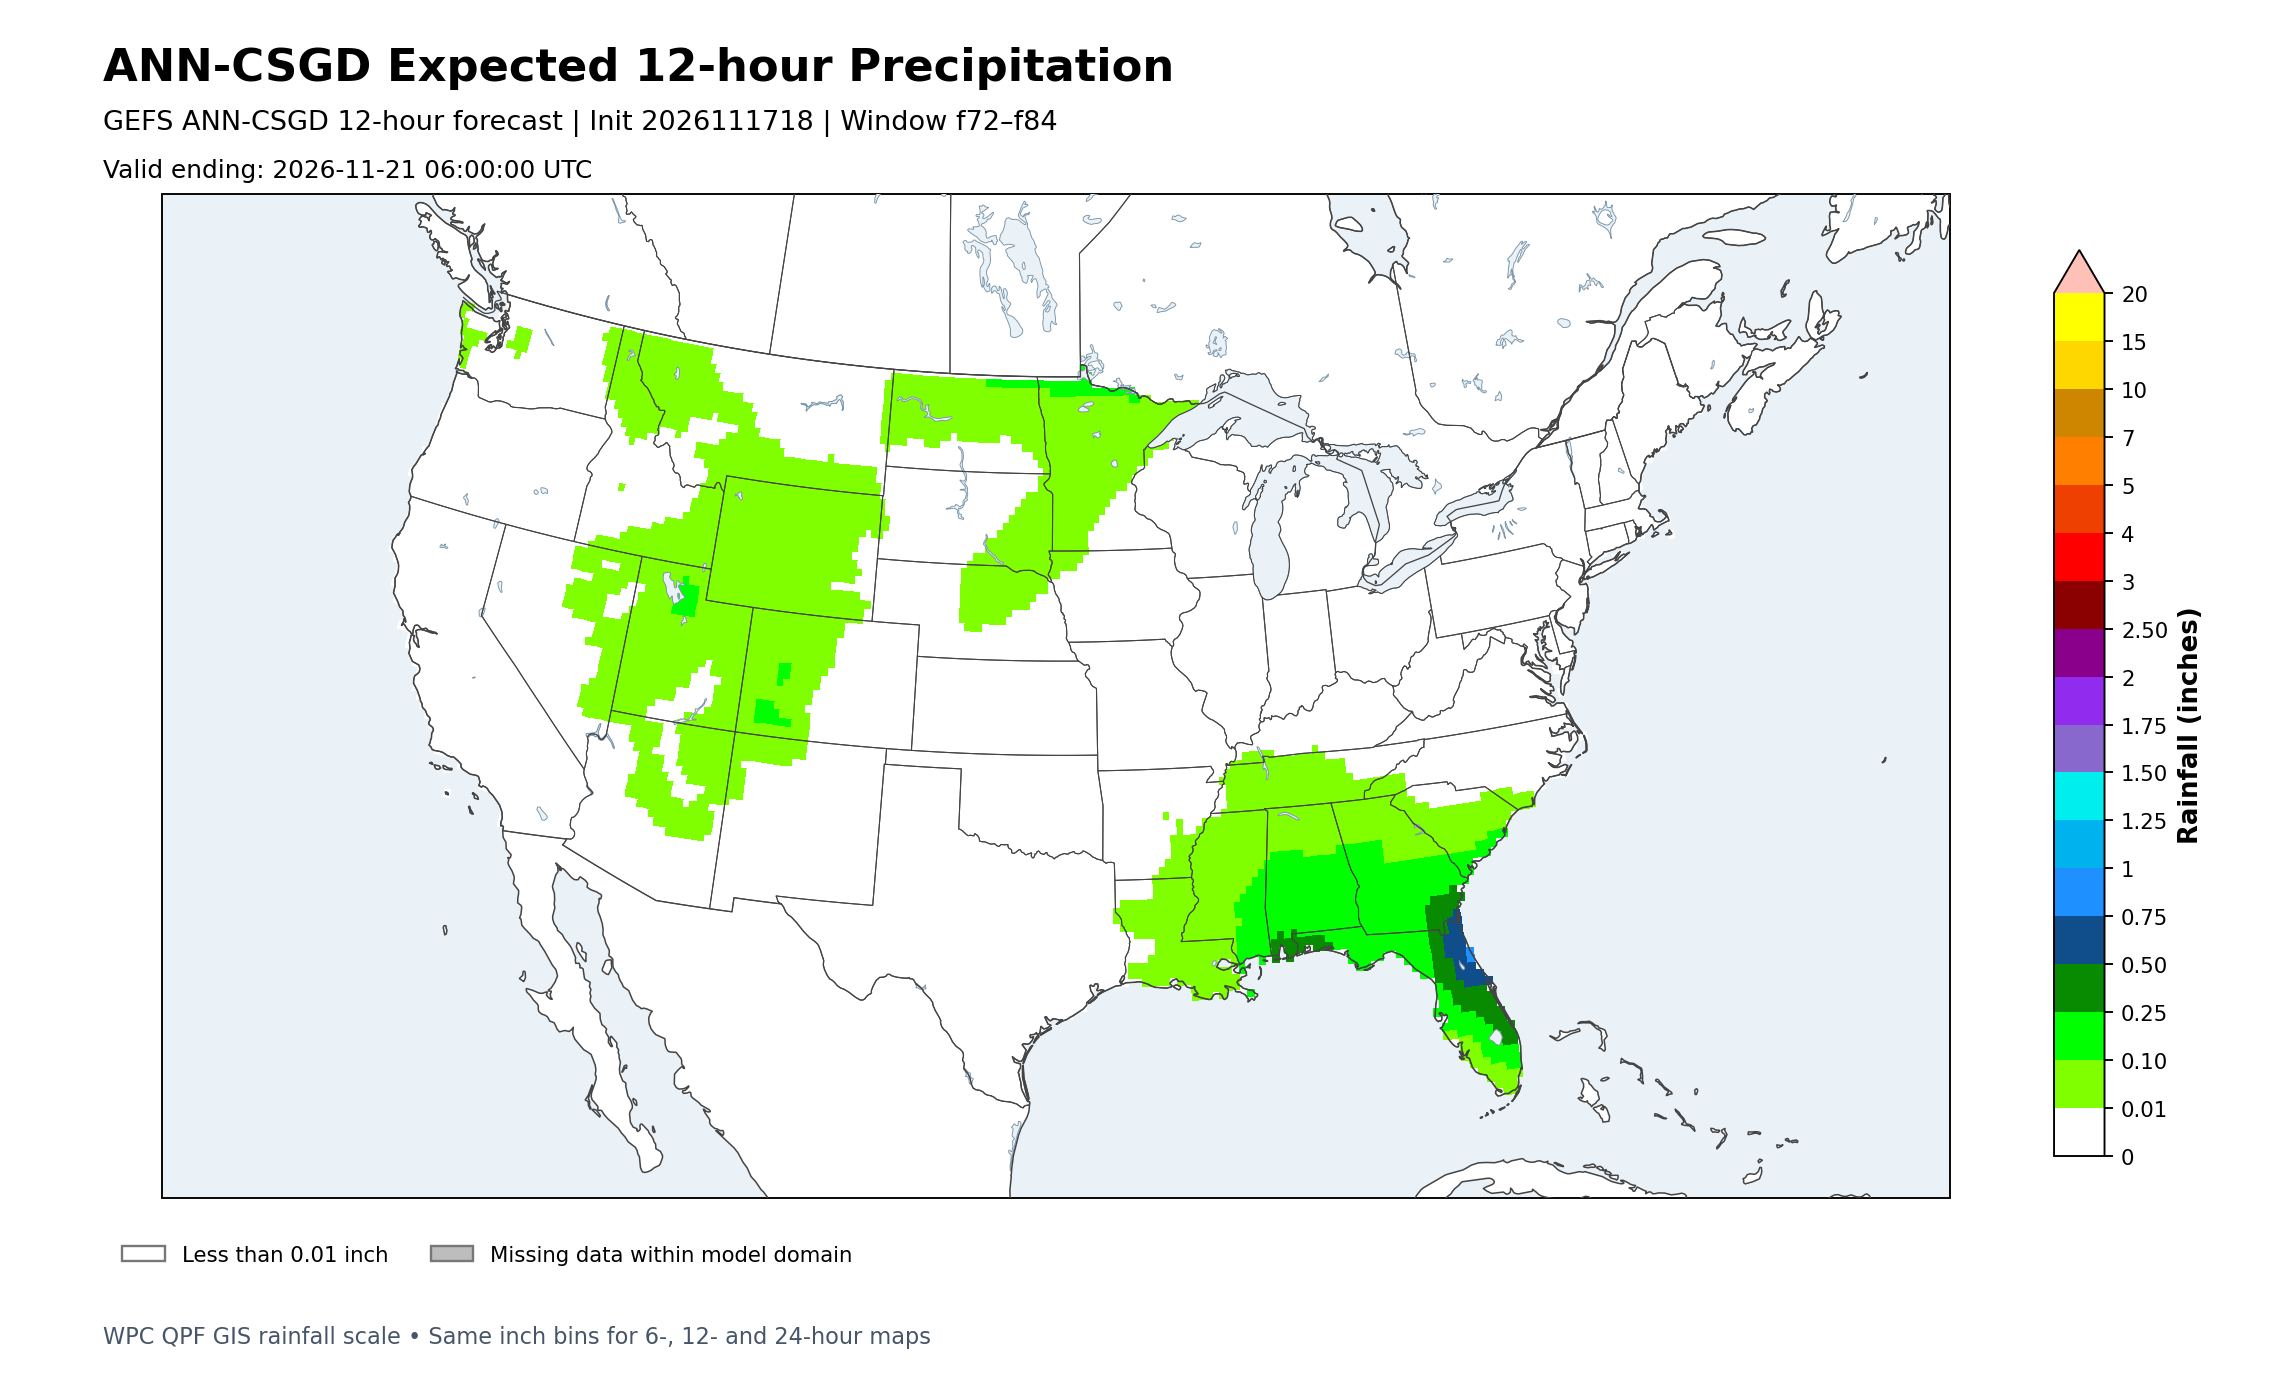 ANN-CSGD Expected 12-hour Precipitation
GEFS ANN-CSGD 12-hour forecast | Init 2026111718 | Window f72–f84
Valid ending: 2026-11-21 06:00:00 UTC
20
15
10
7
5
4
3
2.50
2
1.75
1.50
1.25
1
0.75
0.50
0.25
0.10
0.01
0
Rainfall (inches)
Less than 0.01 inch
Missing data within model domain
WPC QPF GIS rainfall scale • Same inch bins for 6-, 12- and 24-hour maps